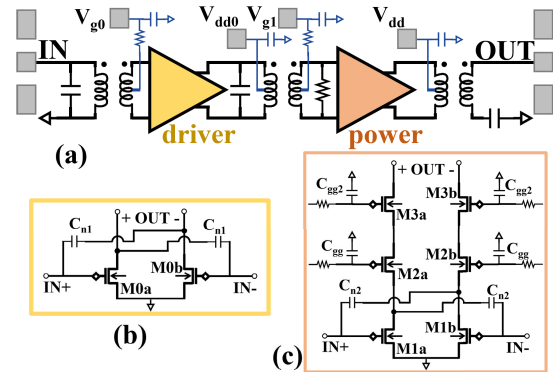 V_g0 V_dd0 V_g1 V_dd
IN OUT
driver power
(a)
+ OUT -
C_n1 C_n1
M0b
IN+ M0a IN-
(b)
+ OUT -
C_gg2 M3b C_gg2
M3a
C_gg M2b C_gg
M2a
C_n2 C_n2
M1b
IN+ M1a IN-
(c)